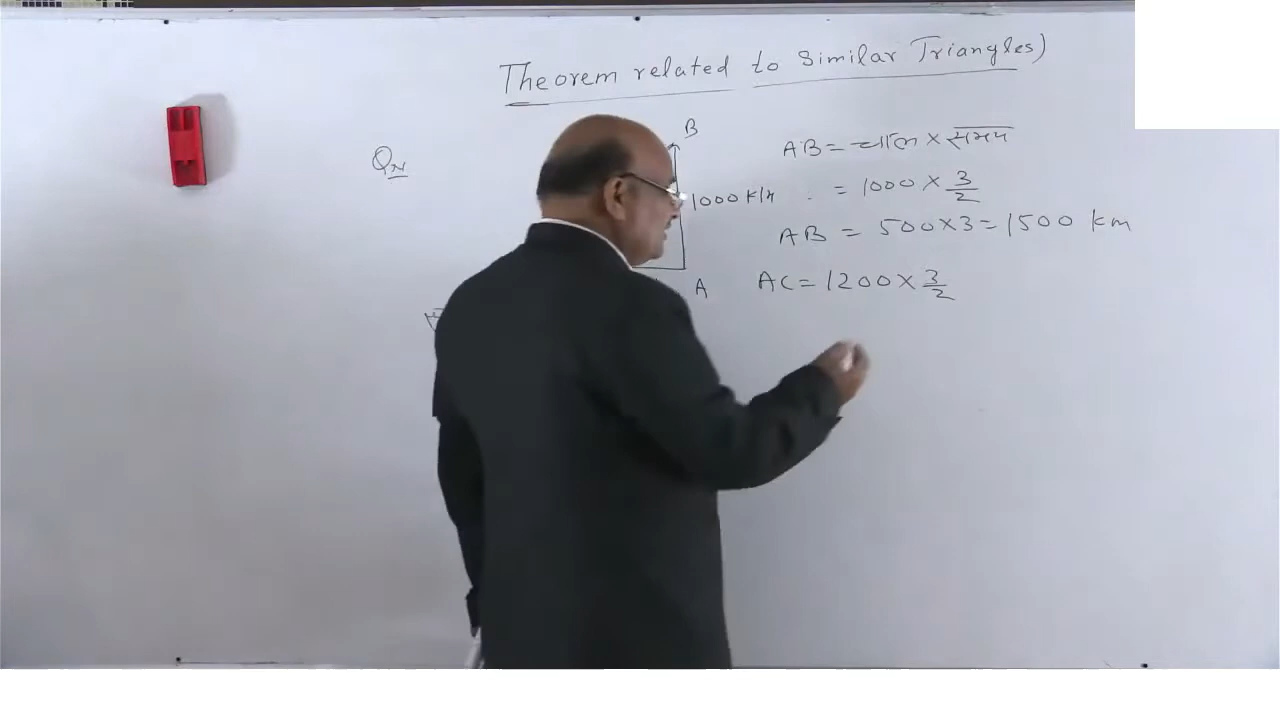 Theorem related to Similar Triangles)
Qn
B
1000 K/h
A
AB = चाल × समय
= 1000 × 3/2
AB = 500×3 = 1500 km
AC = 1200 × 3/2